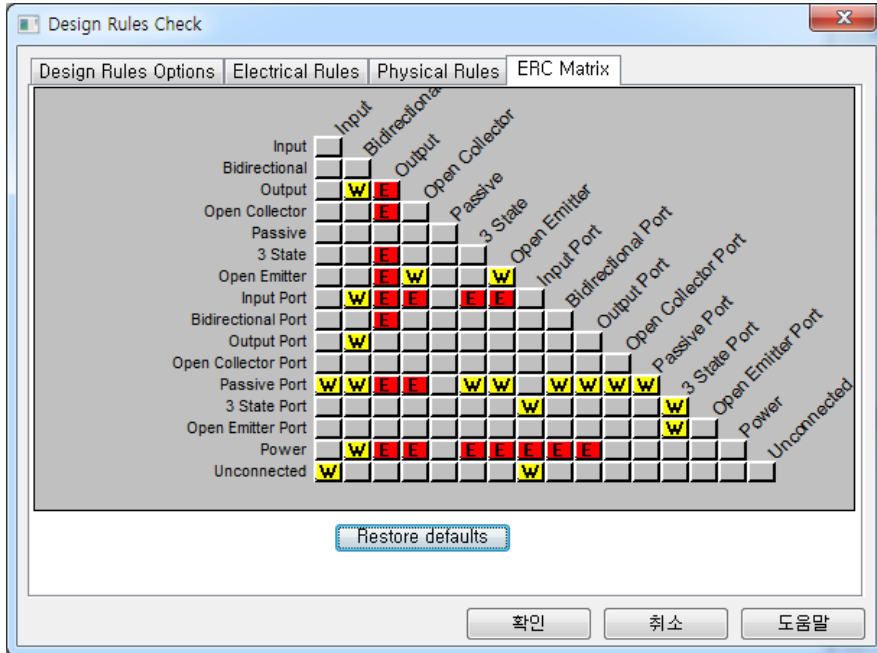 Design Rules Check
Design Rules Options Electrical Rules Physical Rules ERC Matrix
Input
Bidirectiona
Output
Open Collector
Passive
3 State
Open Emitter
Input Port
Bidirectional Port
Output Port
Open Collector Port
Passive Port
3 State Port
Open Emitter Port
Power
Unconnected
Input
Bidirectional
Output W E
Open Collector E
Passive
3 State E
Open Emitter E W W
Input Port W E E E E
Bidirectional Port E
Output Port W
Open Collector Port
Passive Port W W E E W W W W W W
3 State Port W W
Open Emitter Port W
Power W E E E E E E E
Unconnected W W
Restore defaults
확인 취소 도움말